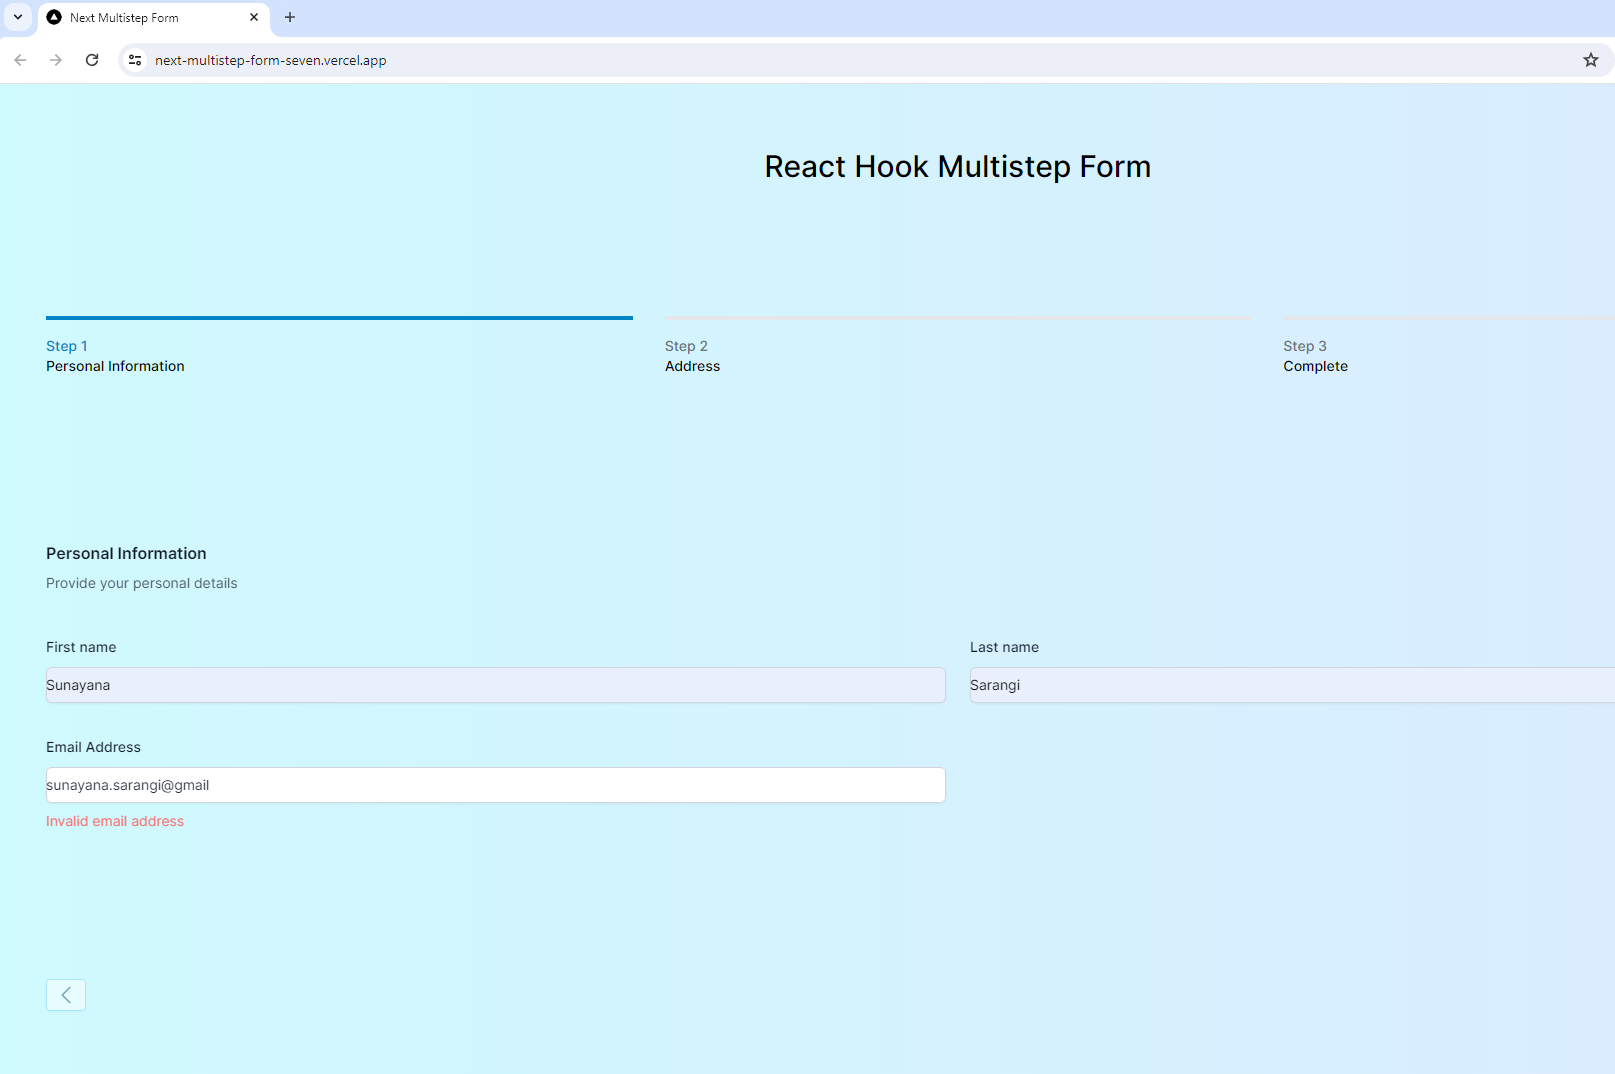 Next Multistep Form
next-multistep-form-seven.vercel.app
React Hook Multistep Form
Step 1
Personal Information
Step 2
Address
Step 3
Complete
Personal Information
Provide your personal details
First name
Sunayana
Last name
Sarangi
Email Address
sunayana.sarangi@gmail
Invalid email address